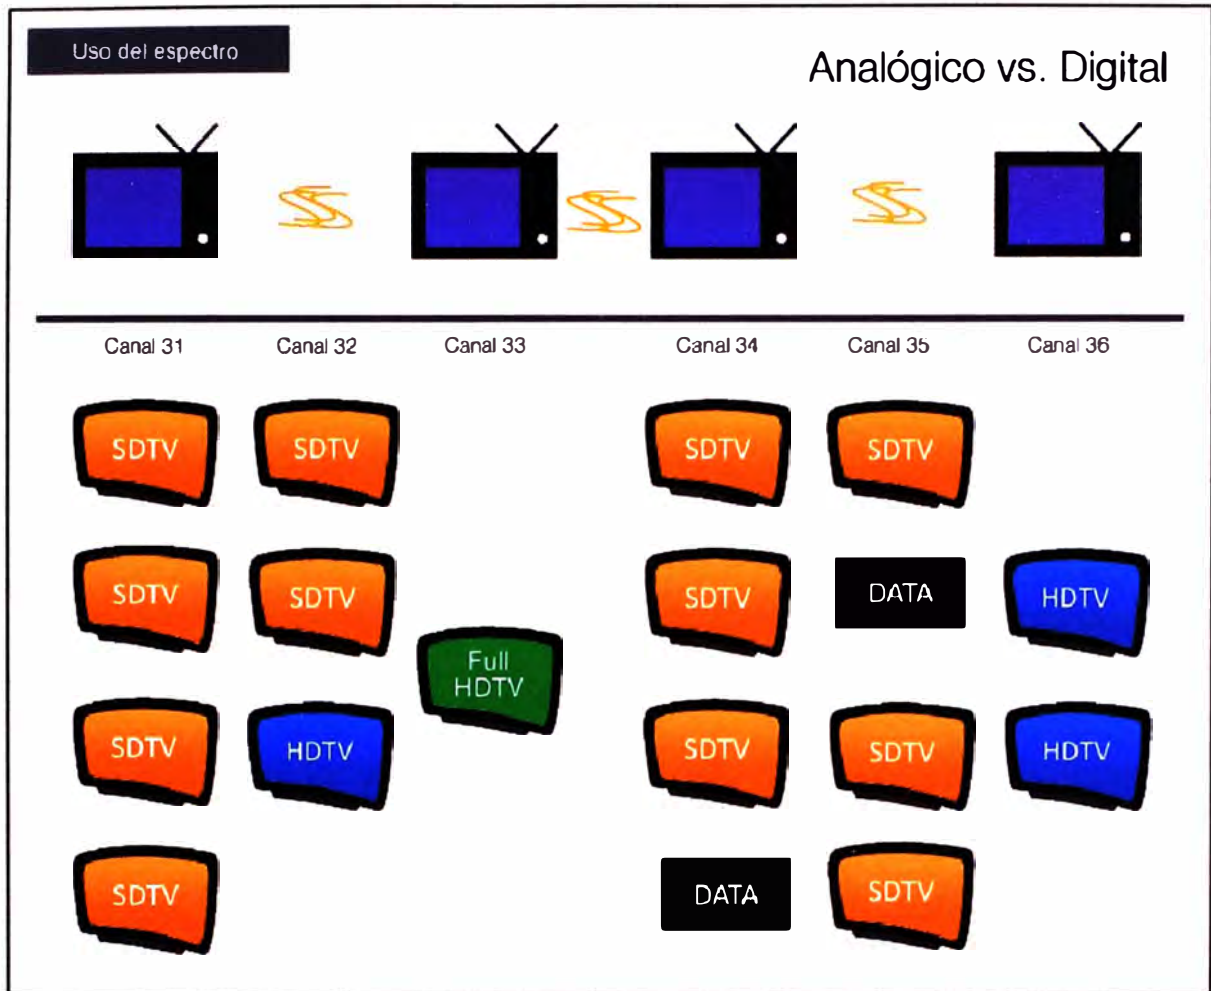 Uso del espectro
Analógico vs. Digital
Canal 31 Canal 32 Canal 33 Canal 34 Canal 35 Canal 36
SDTV SDTV SDTV SDTV
SDTV SDTV SDTV DATA HDTV
Full
HDTV
SDTV HDTV SDTV SDTV HDTV
SDTV DATA SDTV